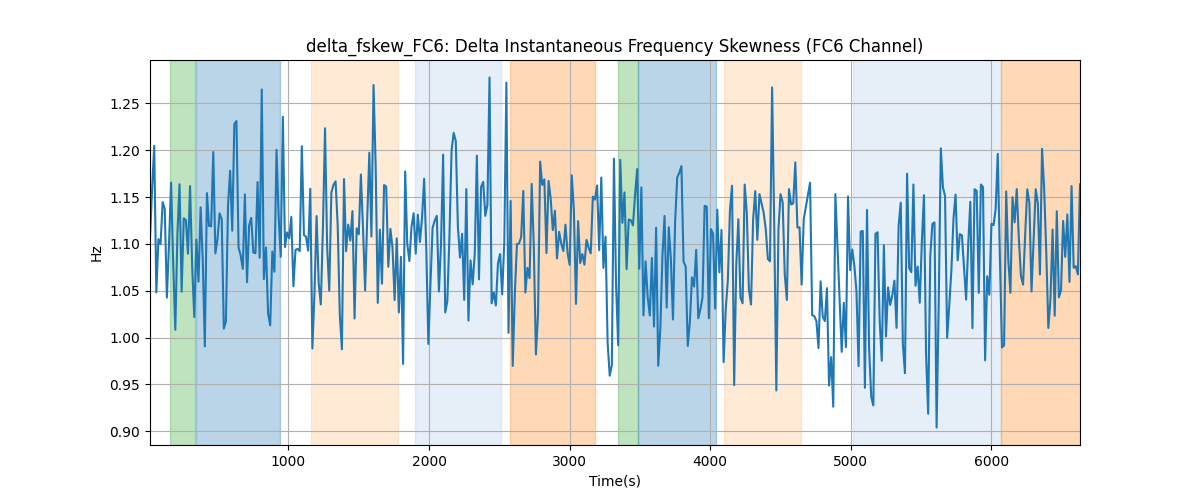 delta_fskew_FC6: Delta Instantaneous Frequency Skewness (FC6 Channel)
Hz
1.25
1.20
1.15
1.10
1.05
1.00
0.95
0.90
1000 2000 3000 4000 5000 6000
Time(s)